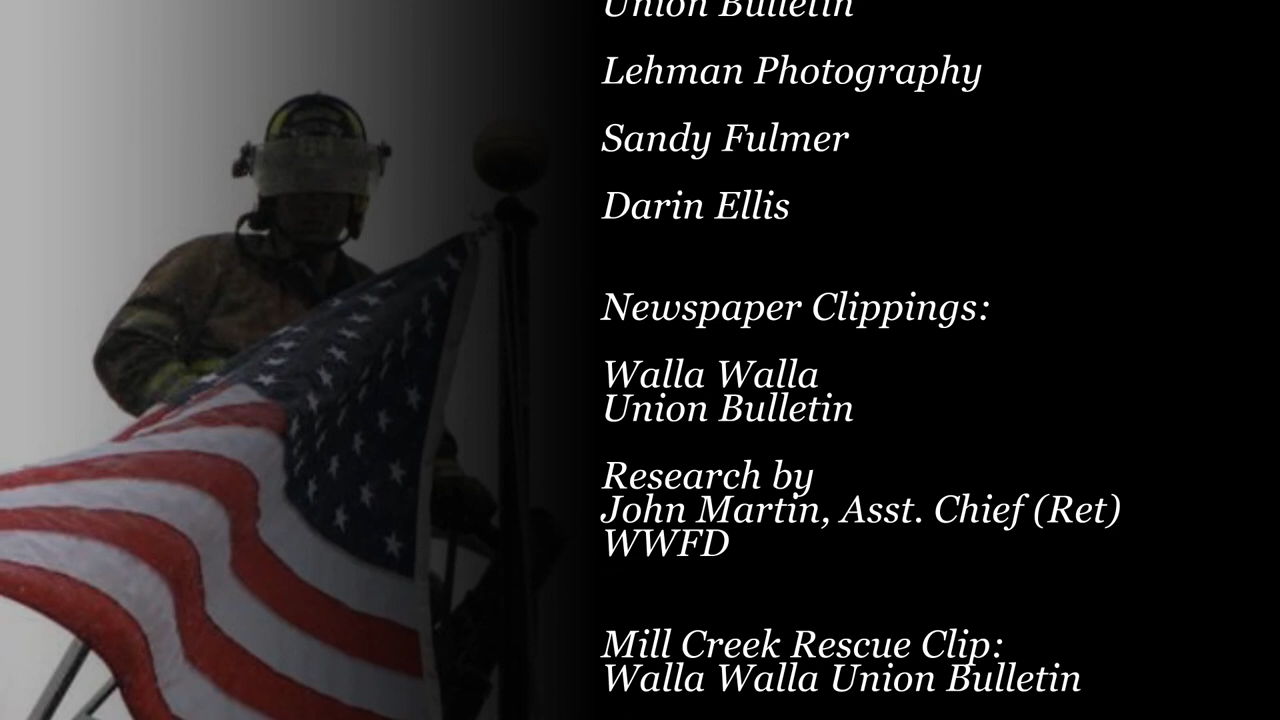 Union Bulletin
Lehman Photography
Sandy Fulmer
Darin Ellis
Newspaper Clippings:
Walla Walla
Union Bulletin
Research by
John Martin, Asst. Chief (Ret)
WWFD
Mill Creek Rescue Clip:
Walla Walla Union Bulletin